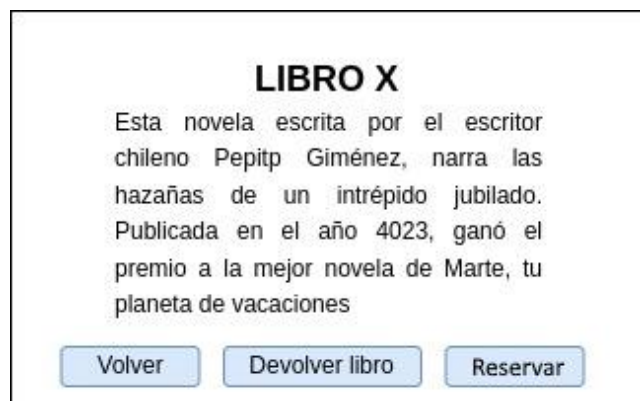 LIBRO X
Esta novela escrita por el escritor
chileno Pepitp Giménez, narra las
hazañas de un intrépido jubilado.
Publicada en el año 4023, ganó el
premio a la mejor novela de Marte, tu
planeta de vacaciones
Volver Devolver libro Reservar